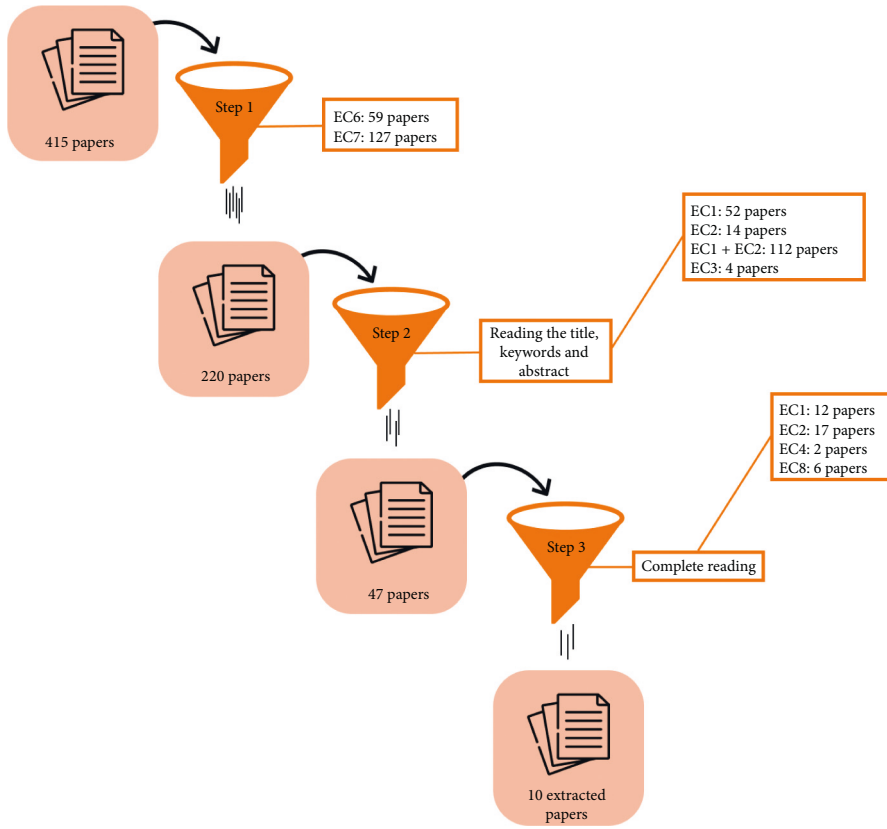 415 papers
Step 1
EC6: 59 papers
EC7: 127 papers
220 papers
Step 2
Reading the title,
keywords and
abstract
EC1: 52 papers
EC2: 14 papers
EC1 + EC2: 112 papers
EC3: 4 papers
47 papers
Step 3
Complete reading
EC1: 12 papers
EC2: 17 papers
EC4: 2 papers
EC8: 6 papers
10 extracted
papers